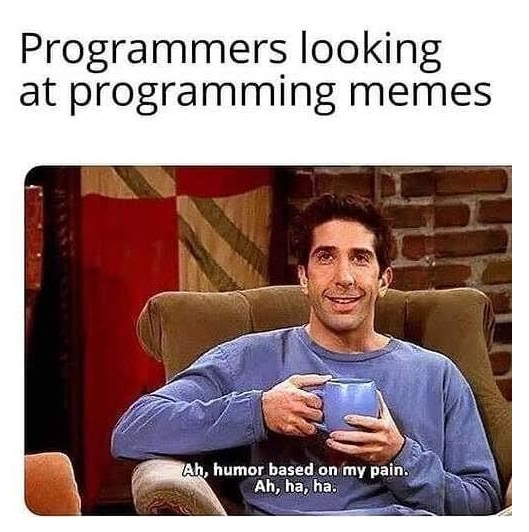 Programmers looking
at programming memes
Ah, humor based on my pain.
Ah, ha, ha.